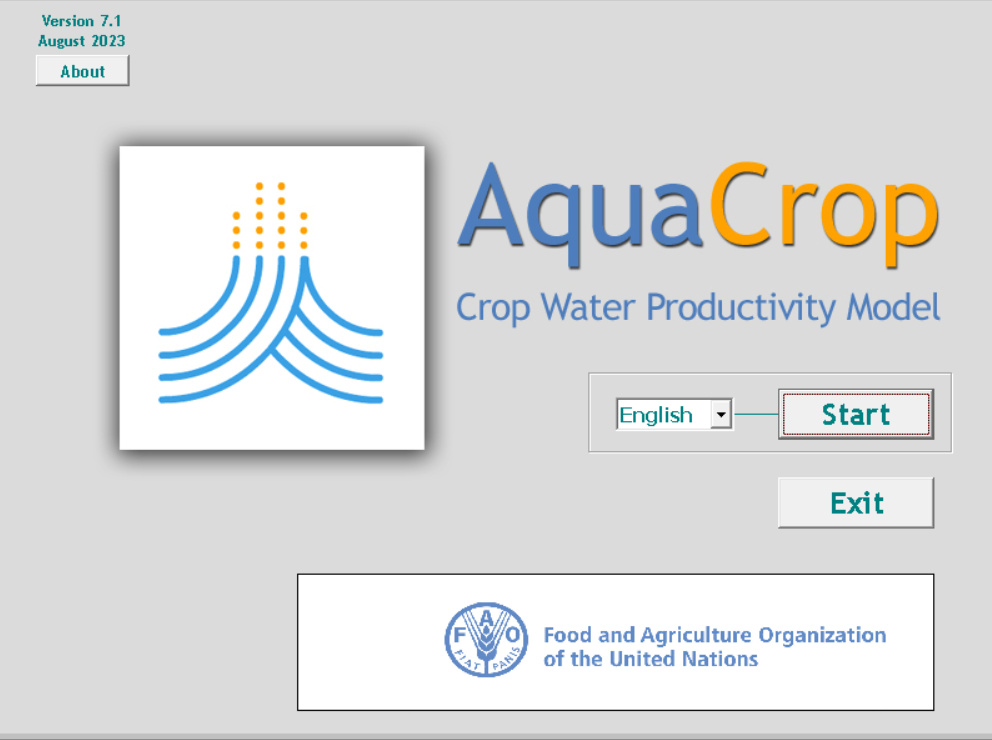 Version 7.1
August 2023
About
AquaCrop
Crop Water Productivity Model
English
Start
Exit
F A O
FIAT PANIS
Food and Agriculture Organization
of the United Nations